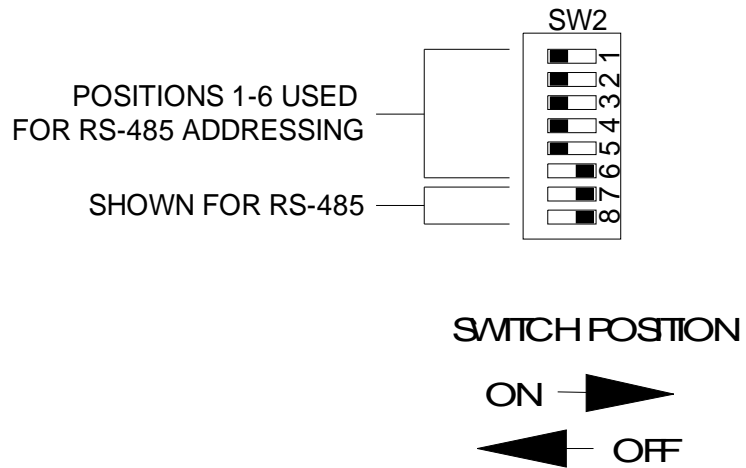 SW2
1
2
POSITIONS 1-6 USED
FOR RS-485 ADDRESSING
3
4
5
6
SHOWN FOR RS-485
7
8
SWITCH POSITION
ON
OFF